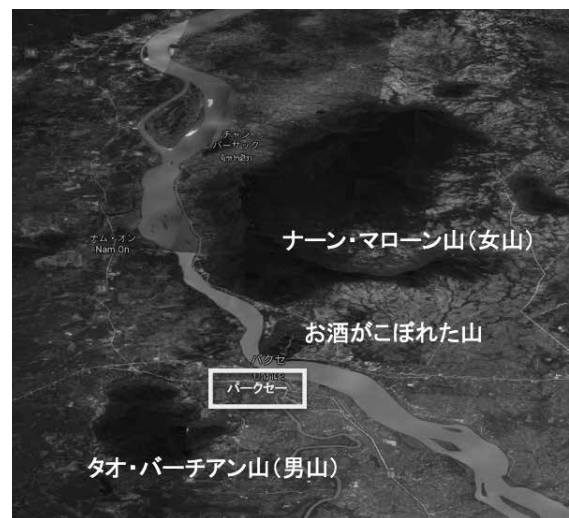 チャンパーサック
ナム・オン
Nam On
ナーン・マローン山（女山）
お酒がこぼれた山
パクセ
パークセー
タオ・バーチアン山（男山）